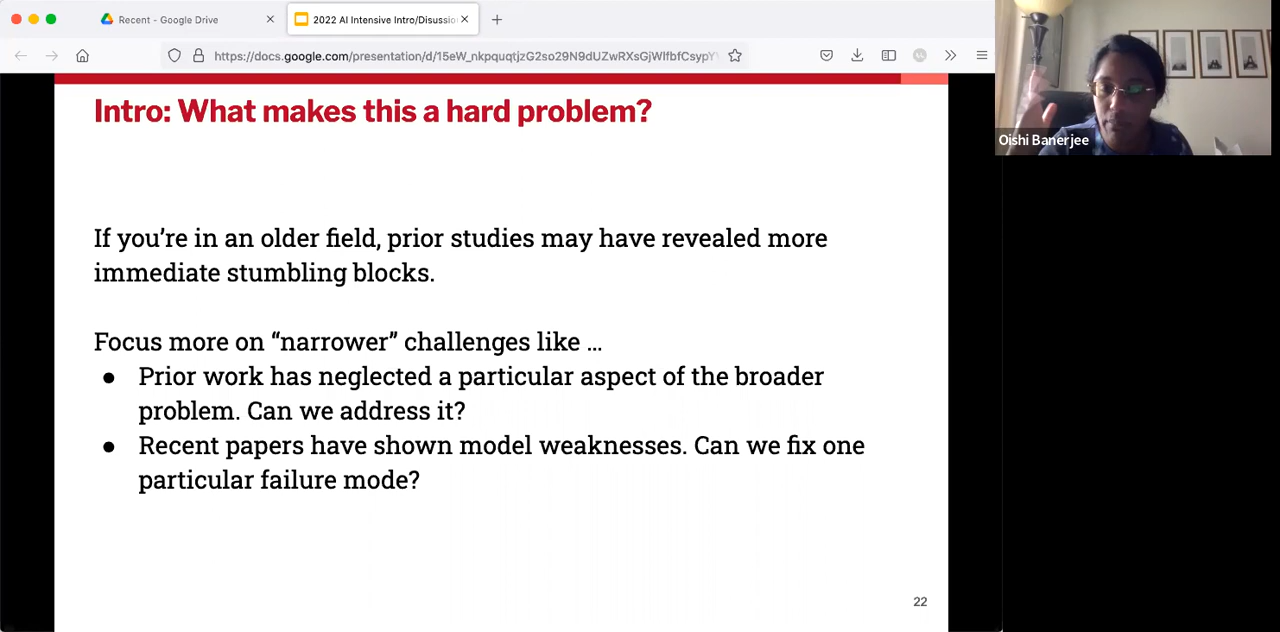 Recent - Google Drive
2022 AI Intensive Intro/Disussio
https://docs.google.com/presentation/d/15eW_nkpquqtjzG2so29N9dUZwRXsGjWlfbfCsypY
Intro: What makes this a hard problem?
Oishi Banerjee
If you're in an older field, prior studies may have revealed more
immediate stumbling blocks.
Focus more on “narrower” challenges like ...
● Prior work has neglected a particular aspect of the broader
problem. Can we address it?
● Recent papers have shown model weaknesses. Can we fix one
particular failure mode?
22